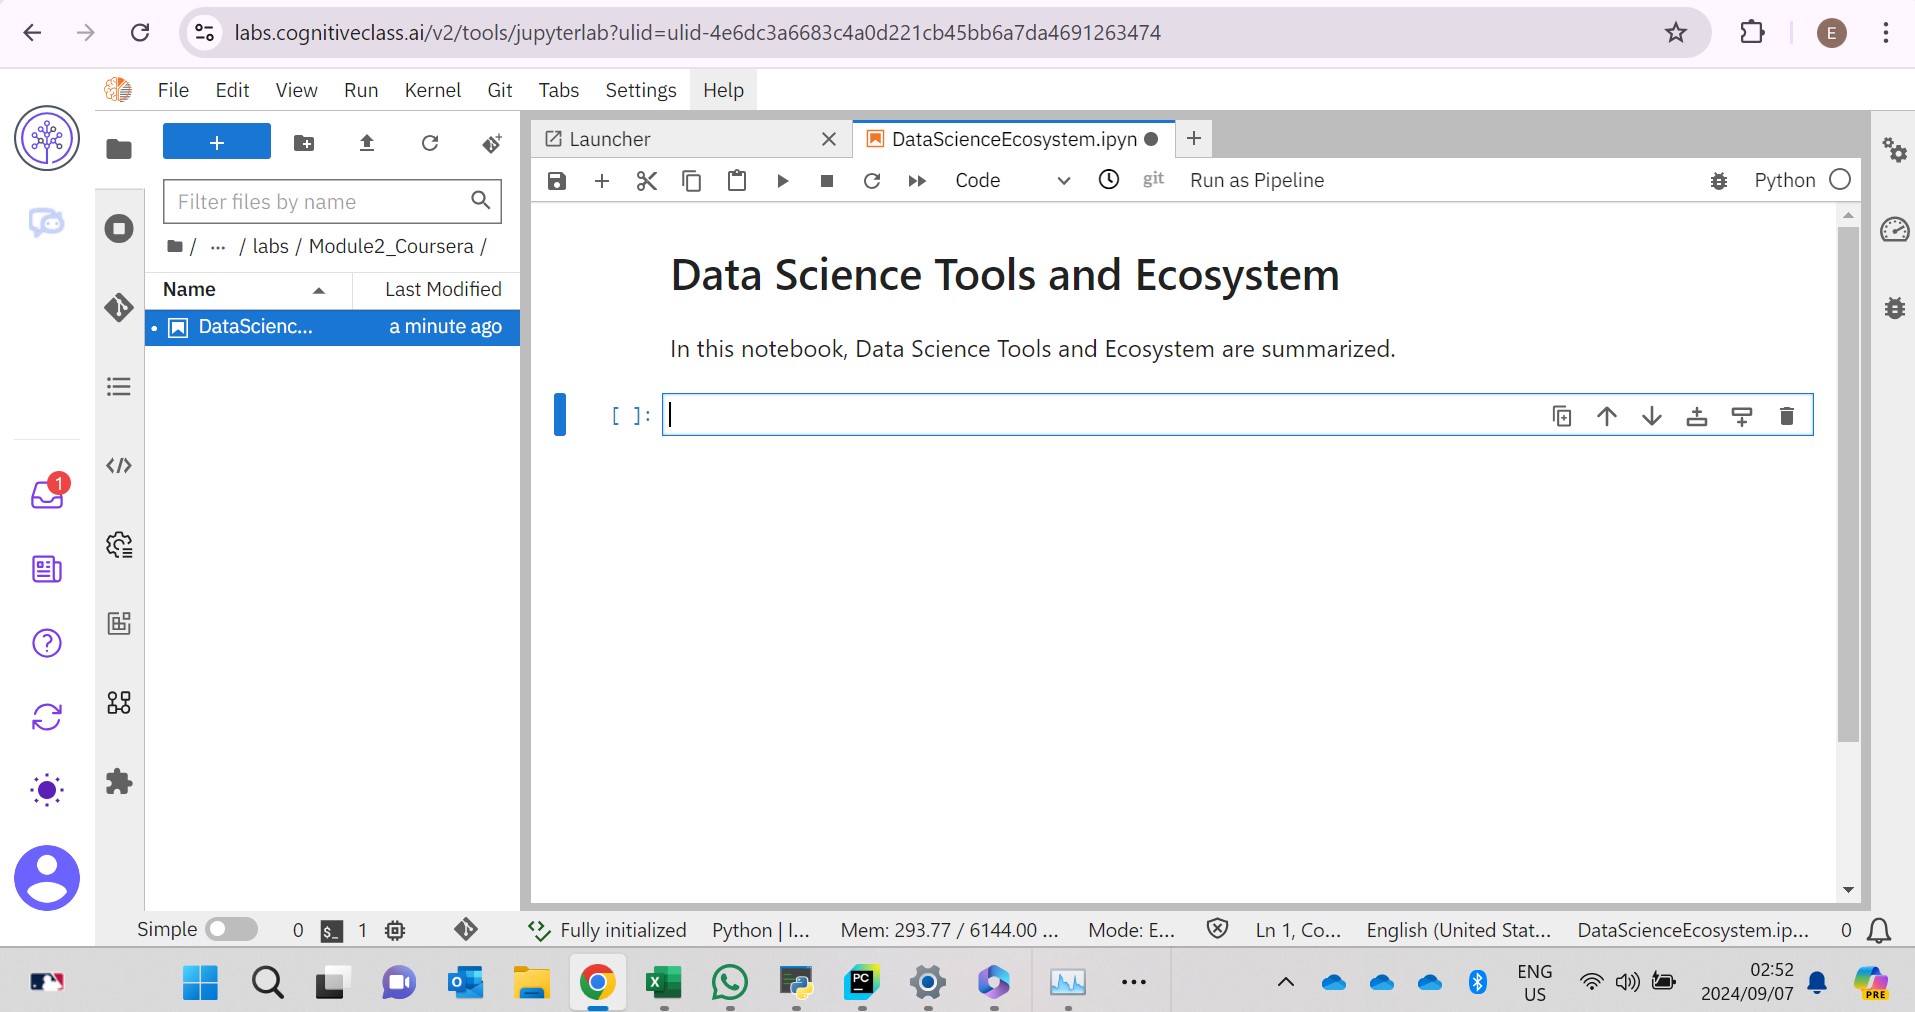 labs.cognitiveclass.ai/v2/tools/jupyterlab?ulid=ulid-4e6dc3a6683c4a0d221cb45bb6a7da4691263474
E
File Edit View Run Kernel Git Tabs Settings Help
+
Launcher
DataScienceEcosystem.ipyn
Filter files by name
Code
git
Run as Pipeline
Python
/ ... / labs / Module2_Coursera /
Name Last Modified
DataScienc... a minute ago
Data Science Tools and Ecosystem
In this notebook, Data Science Tools and Ecosystem are summarized.
[ ]:
1
Simple 0 $_ 1 Fully initialized Python | I... Mem: 293.77 / 6144.00 ... Mode: E... Ln 1, Co... English (United Stat... DataScienceEcosystem.ip... 0
PC
ENG
US
02:52
2024/09/07
PRE